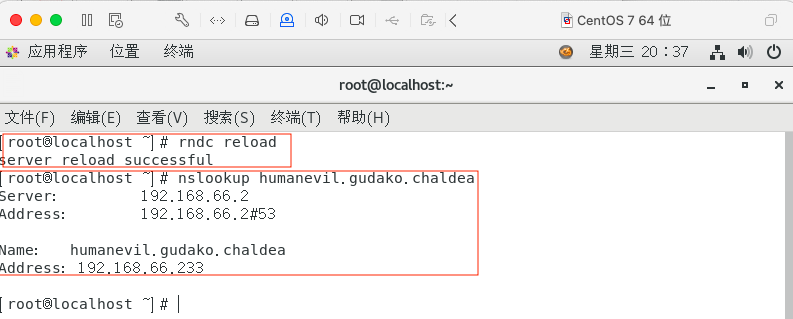 CentOS 7 64 位
应用程序 位置 终端 星期三 20：37
root@localhost:~
文件(F) 编辑(E) 查看(V) 搜索(S) 终端(T) 帮助(H)
[root@localhost ~]# rndc reload
server reload successful
[root@localhost ~]# nslookup humanevil.gudako.chaldea
Server: 192.168.66.2
Address: 192.168.66.2#53
Name: humanevil.gudako.chaldea
Address: 192.168.66.233
[root@localhost ~]#